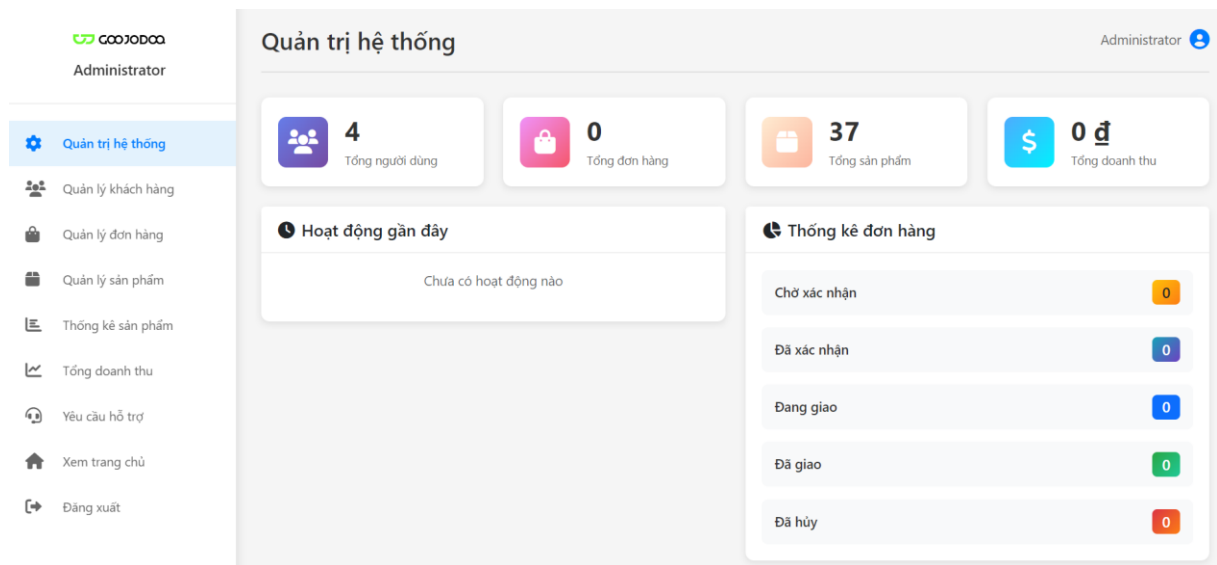 GOOJODOQ
Administrator
Quản trị hệ thống
Quản lý khách hàng
Quản lý đơn hàng
Quản lý sản phẩm
Thống kê sản phẩm
Tổng doanh thu
Yêu cầu hỗ trợ
Xem trang chủ
Đăng xuất
Quản trị hệ thống
Administrator
4
Tổng người dùng
0
Tổng đơn hàng
37
Tổng sản phẩm
0 ₫
Tổng doanh thu
Hoạt động gần đây
Chưa có hoạt động nào
Thống kê đơn hàng
Chờ xác nhận 0
Đã xác nhận 0
Đang giao 0
Đã giao 0
Đã hủy 0